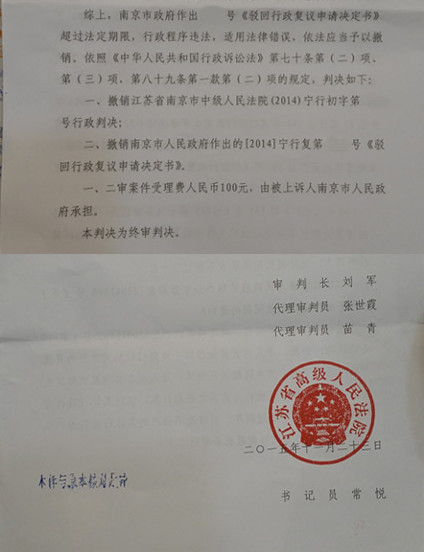 综上，南京市政府作出 号《驳回行政复议申请决定书》
超过法定期限，行政程序违法，适用法律错误，依法应当予以撤
销、依照《中华人民共和国行政诉讼法》第七十条第（二）项、
第（三）项，第八十九条第一款第（二）项的规定，判决如下：
一、撤销江苏省南京市中级人民法院(2014)宁行初字第
号行政判决；
二、撤销南京市人民政府作出的[2014]宁行复第 号《驳
回行政复议申请决定书》。
一、二审案件受理费人民币100元，由被上诉人南京市人民政
府承担。
本判决为终审判决。
审判长 刘军
代理审判员 张世霞
代理审判员 苗青
江苏省高级人民法院
二〇一五年十一月二十三日
本件与原本核对无异
书记员 常悦